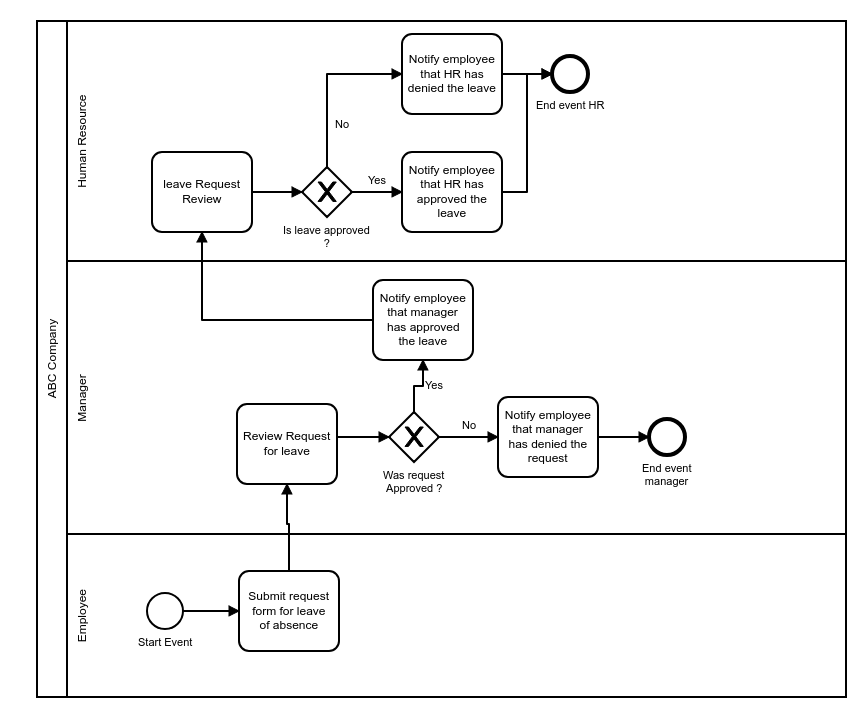 ABC Company
Human Resource
Notify employee
that HR has
denied the leave
End event HR
No
leave Request
Review
Yes
Notify employee
that HR has
approved the
leave
Is leave approved
?
Manager
Notify employee
that manager
has approved
the leave
Yes
Review Request
for leave
No
Notify employee
that manager
has denied the
request
Was request
Approved ?
End event
manager
Employee
Start Event
Submit request
form for leave
of absence